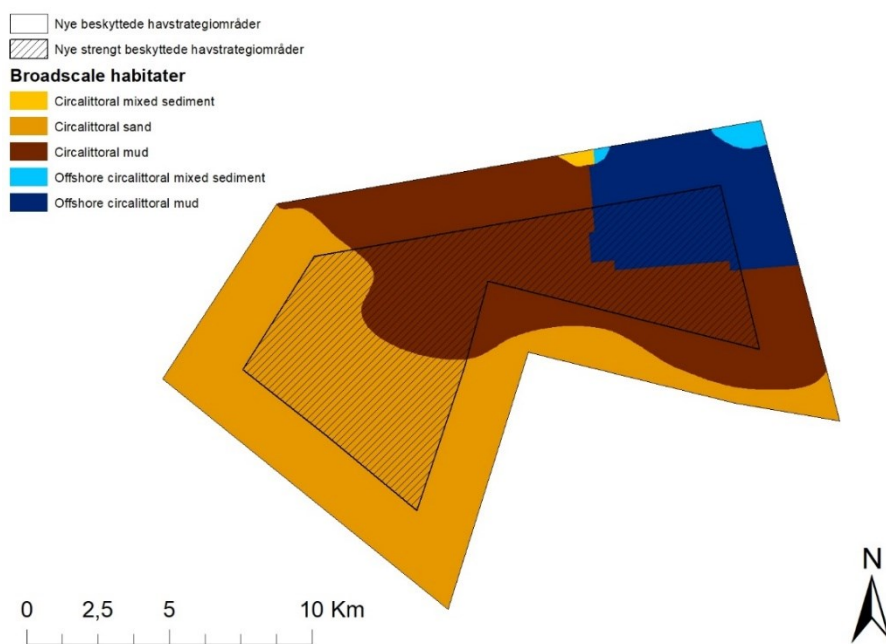 Nye beskyttede havstrategiområder
Nye strengt beskyttede havstrategiområder
Broadscale habitater
Circalittoral mixed sediment
Circalittoral sand
Circalittoral mud
Offshore circalittoral mixed sediment
Offshore circalittoral mud
N
0 2,5 5 10 Km